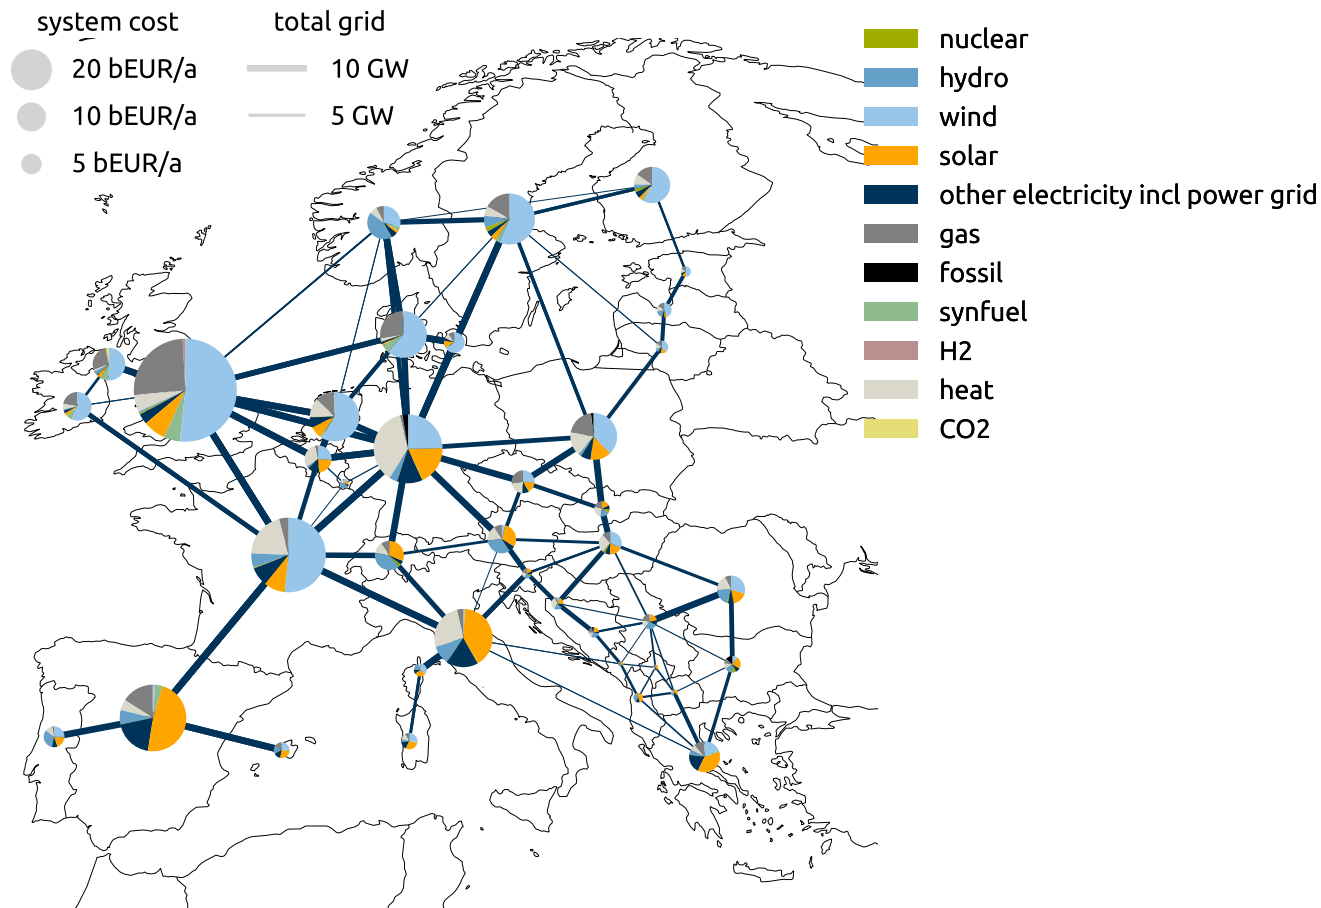 system cost
20 bEUR/a
10 bEUR/a
5 bEUR/a
total grid
10 GW
5 GW
nuclear
hydro
wind
solar
other electricity incl power grid
gas
fossil
synfuel
H2
heat
CO2